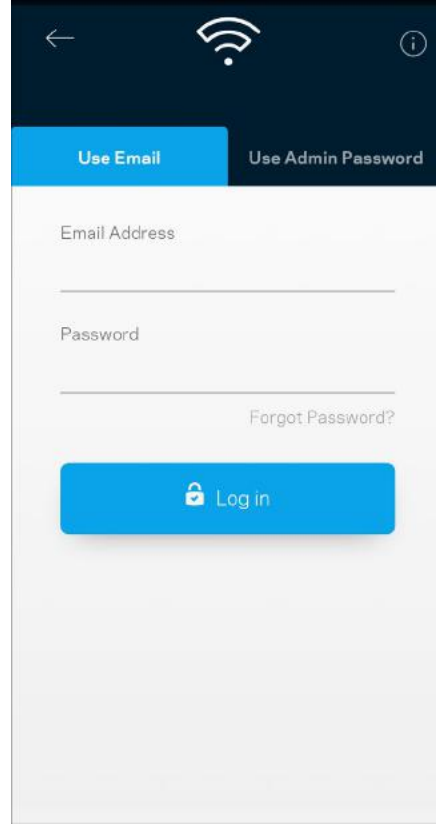 Use Email
Use Admin Password
Email Address
Password
Forgot Password?
Log in